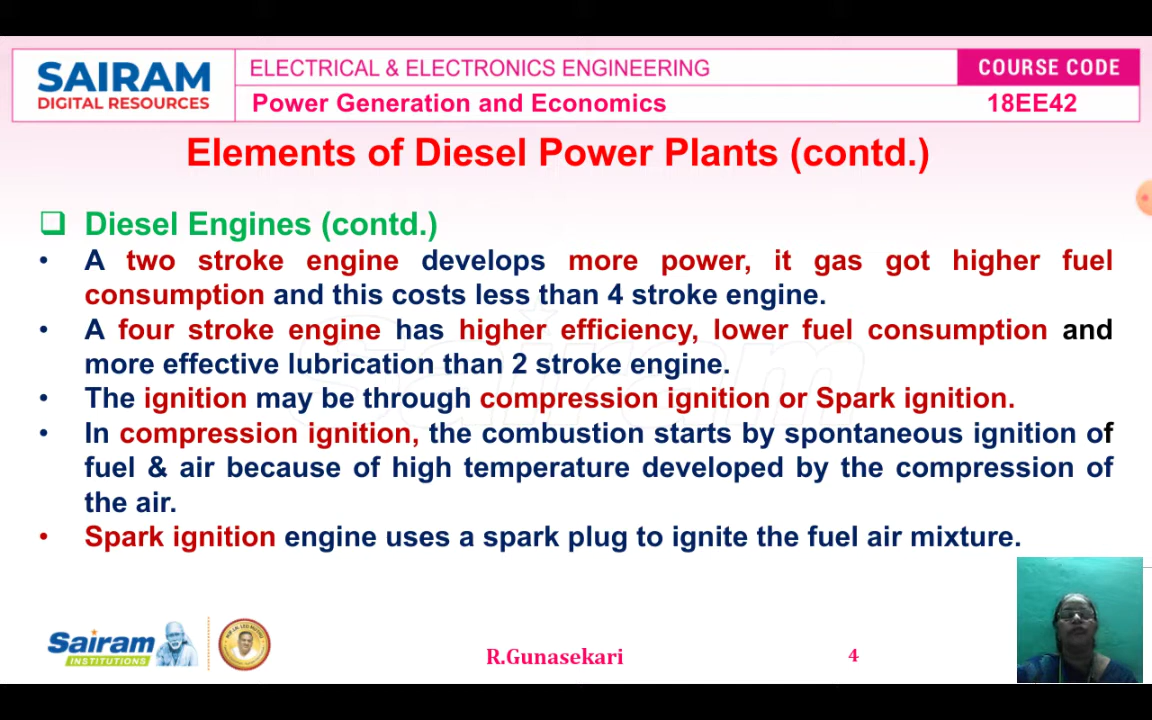 SAIRAM
DIGITAL RESOURCES
ELECTRICAL & ELECTRONICS ENGINEERING
COURSE CODE
Power Generation and Economics
18EE42
Elements of Diesel Power Plants (contd.)
❑ Diesel Engines (contd.)
• A two stroke engine develops more power, it gas got higher fuel
consumption and this costs less than 4 stroke engine.
• A four stroke engine has higher efficiency, lower fuel consumption and
more effective lubrication than 2 stroke engine.
• The ignition may be through compression ignition or Spark ignition.
• In compression ignition, the combustion starts by spontaneous ignition of
fuel & air because of high temperature developed by the compression of
the air.
• Spark ignition engine uses a spark plug to ignite the fuel air mixture.
Sairam
INSTITUTIONS
R.Gunasekari
4